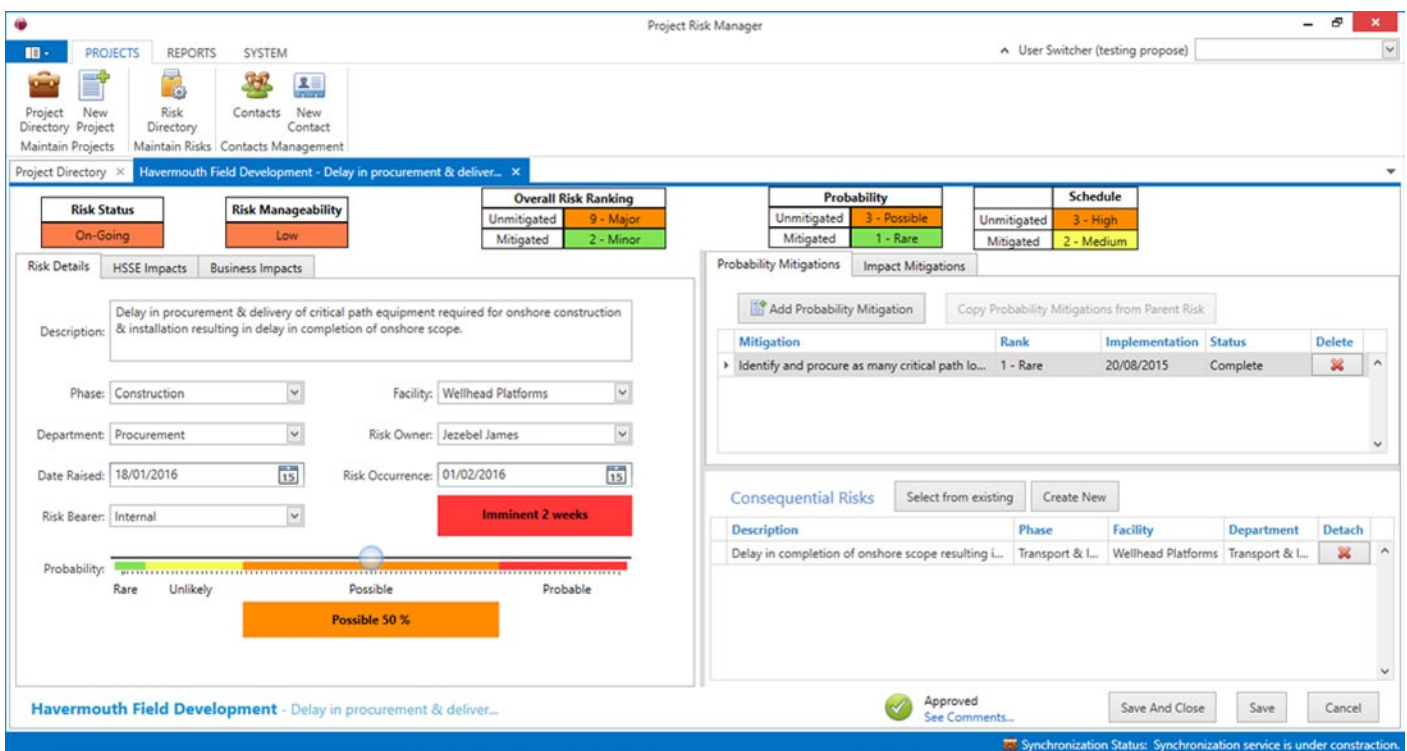 Project Risk Manager
PROJECTS REPORTS SYSTEM
User Switcher (testing propose)
Project Directory
New Project
Risk Directory
Contacts
New Contact
Maintain Projects Maintain Risks Contacts Management
Project Directory × Havermouth Field Development - Delay in procurement & deliver... ×
Risk Status
On-Going
Risk Manageability
Low
Overall Risk Ranking
Unmitigated 9 - Major
Mitigated 2 - Minor
Probability
Unmitigated 3 - Possible
Mitigated 1 - Rare
Schedule
Unmitigated 3 - High
Mitigated 2 - Medium
Risk Details HSSE Impacts Business Impacts
Description: Delay in procurement & delivery of critical path equipment required for onshore construction
& installation resulting in delay in completion of onshore scope.
Phase: Construction Facility: Wellhead Platforms
Department: Procurement Risk Owner: Jezebel James
Date Raised: 18/01/2016 15 Risk Occurrence: 01/02/2016 15
Risk Bearer: Internal Imminent 2 weeks
Probability:
Rare Unlikely Possible Probable
Possible 50 %
Probability Mitigations Impact Mitigations
Add Probability Mitigation Copy Probability Mitigations from Parent Risk
Mitigation Rank Implementation Status Delete
Identify and procure as many critical path lo... 1 - Rare 20/08/2015 Complete
Consequential Risks Select from existing Create New
Description Phase Facility Department Detach
Delay in completion of onshore scope resulting i... Transport & I... Wellhead Platforms Transport & I...
Havermouth Field Development - Delay in procurement & deliver...
Approved
See Comments...
Save And Close Save Cancel
Synchronization Status: Synchronization service is under constraction.